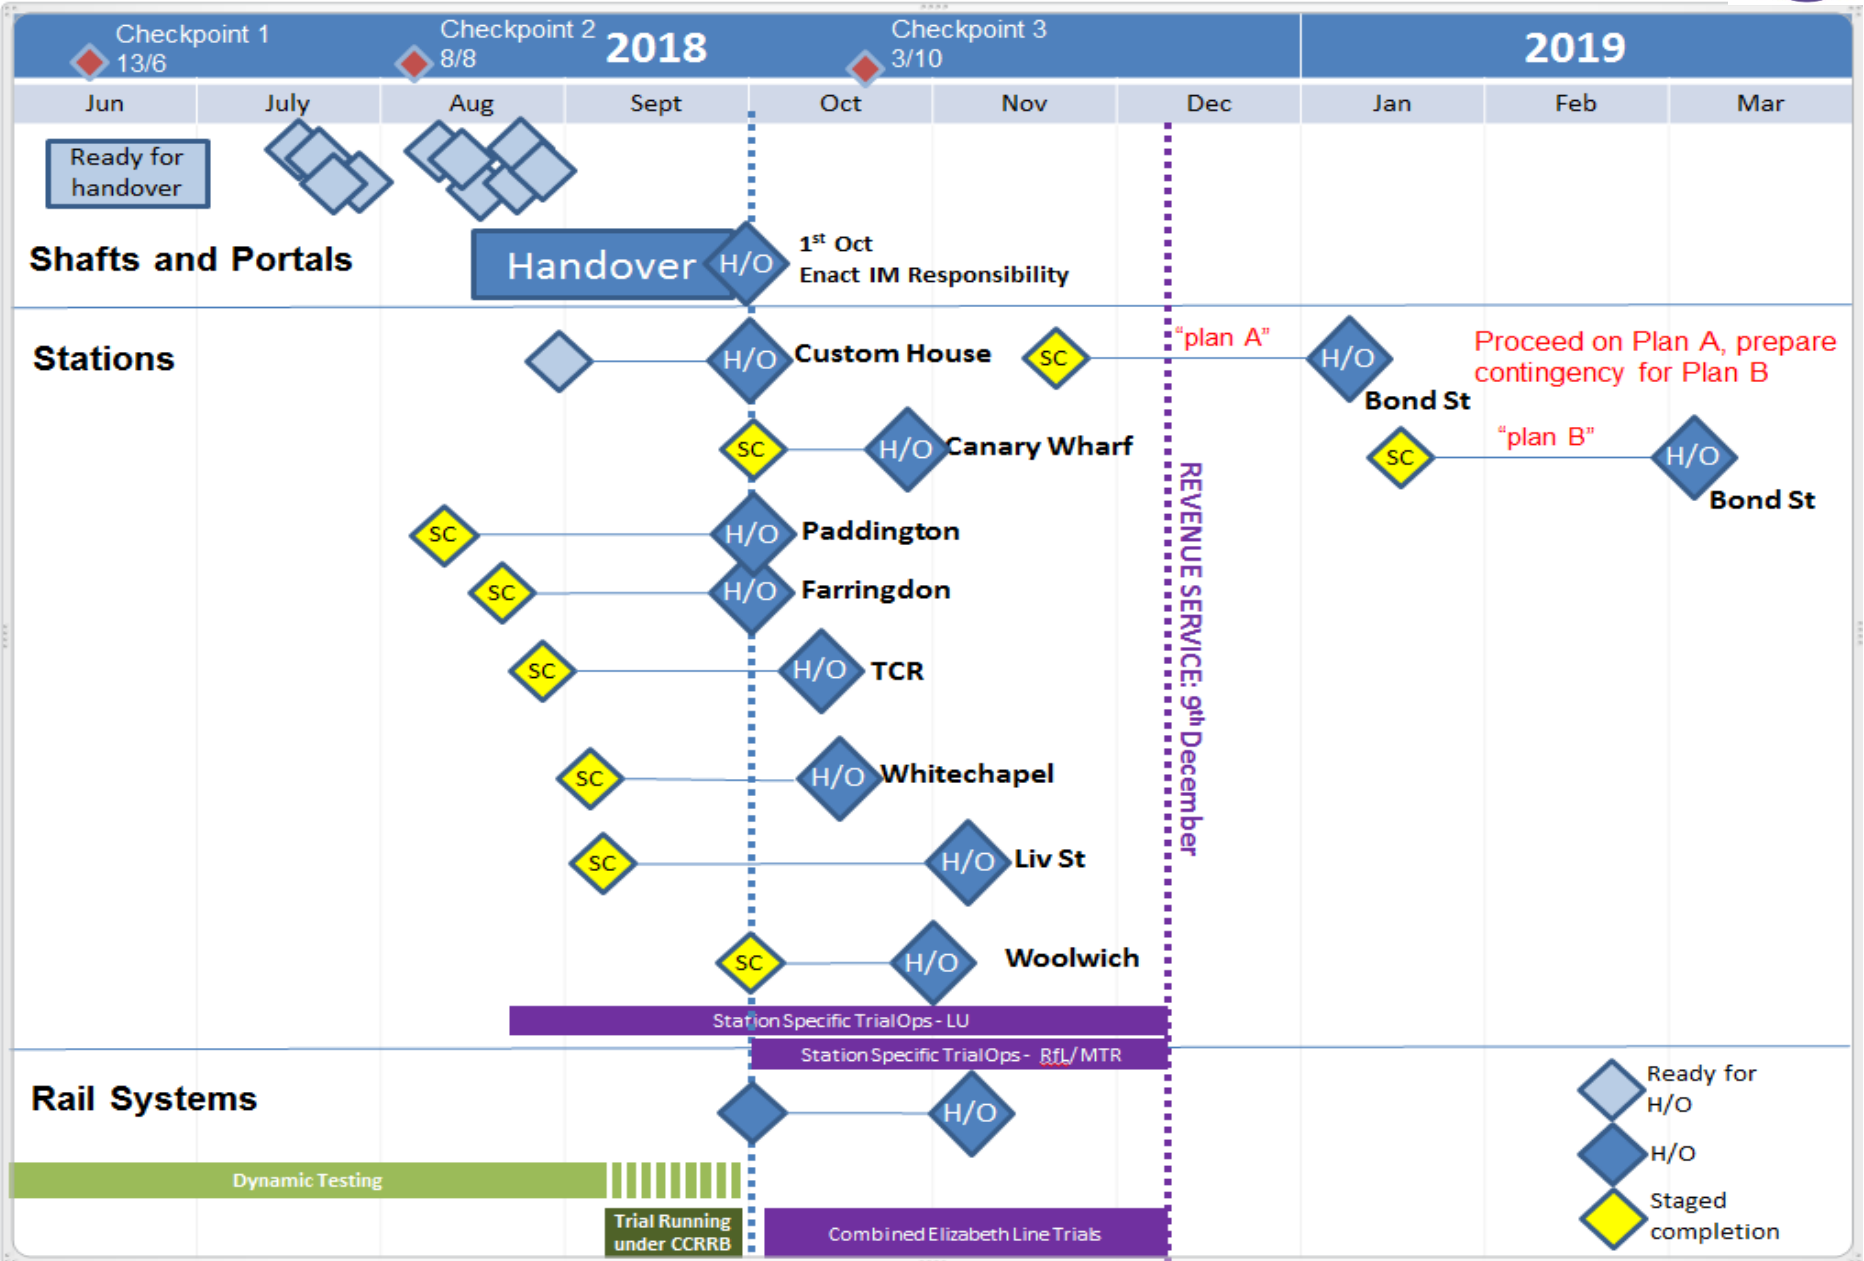 Checkpoint 1
13/6
Checkpoint 2
8/8
2018
Checkpoint 3
3/10
2019
Jun July Aug Sept Oct Nov Dec Jan Feb Mar
Ready for
handover
Shafts and Portals
Handover H/O
1st Oct
Enact IM Responsibility
Stations
H/O Custom House
SC "plan A" H/O
Bond St
Proceed on Plan A, prepare
contingency for Plan B
SC H/O Canary Wharf
SC "plan B" H/O
Bond St
SC H/O Paddington
SC H/O Farringdon
SC H/O TCR
SC H/O Whitechapel
SC H/O Liv St
SC H/O Woolwich
REVENUE SERVICE: 9th December
Station Specific Trial Ops - LU
Station Specific Trial Ops - RfL/ MTR
Rail Systems
H/O
Dynamic Testing
Trial Running
under CCRRB
Combined Elizabeth Line Trials
Ready for
H/O
H/O
Staged
completion